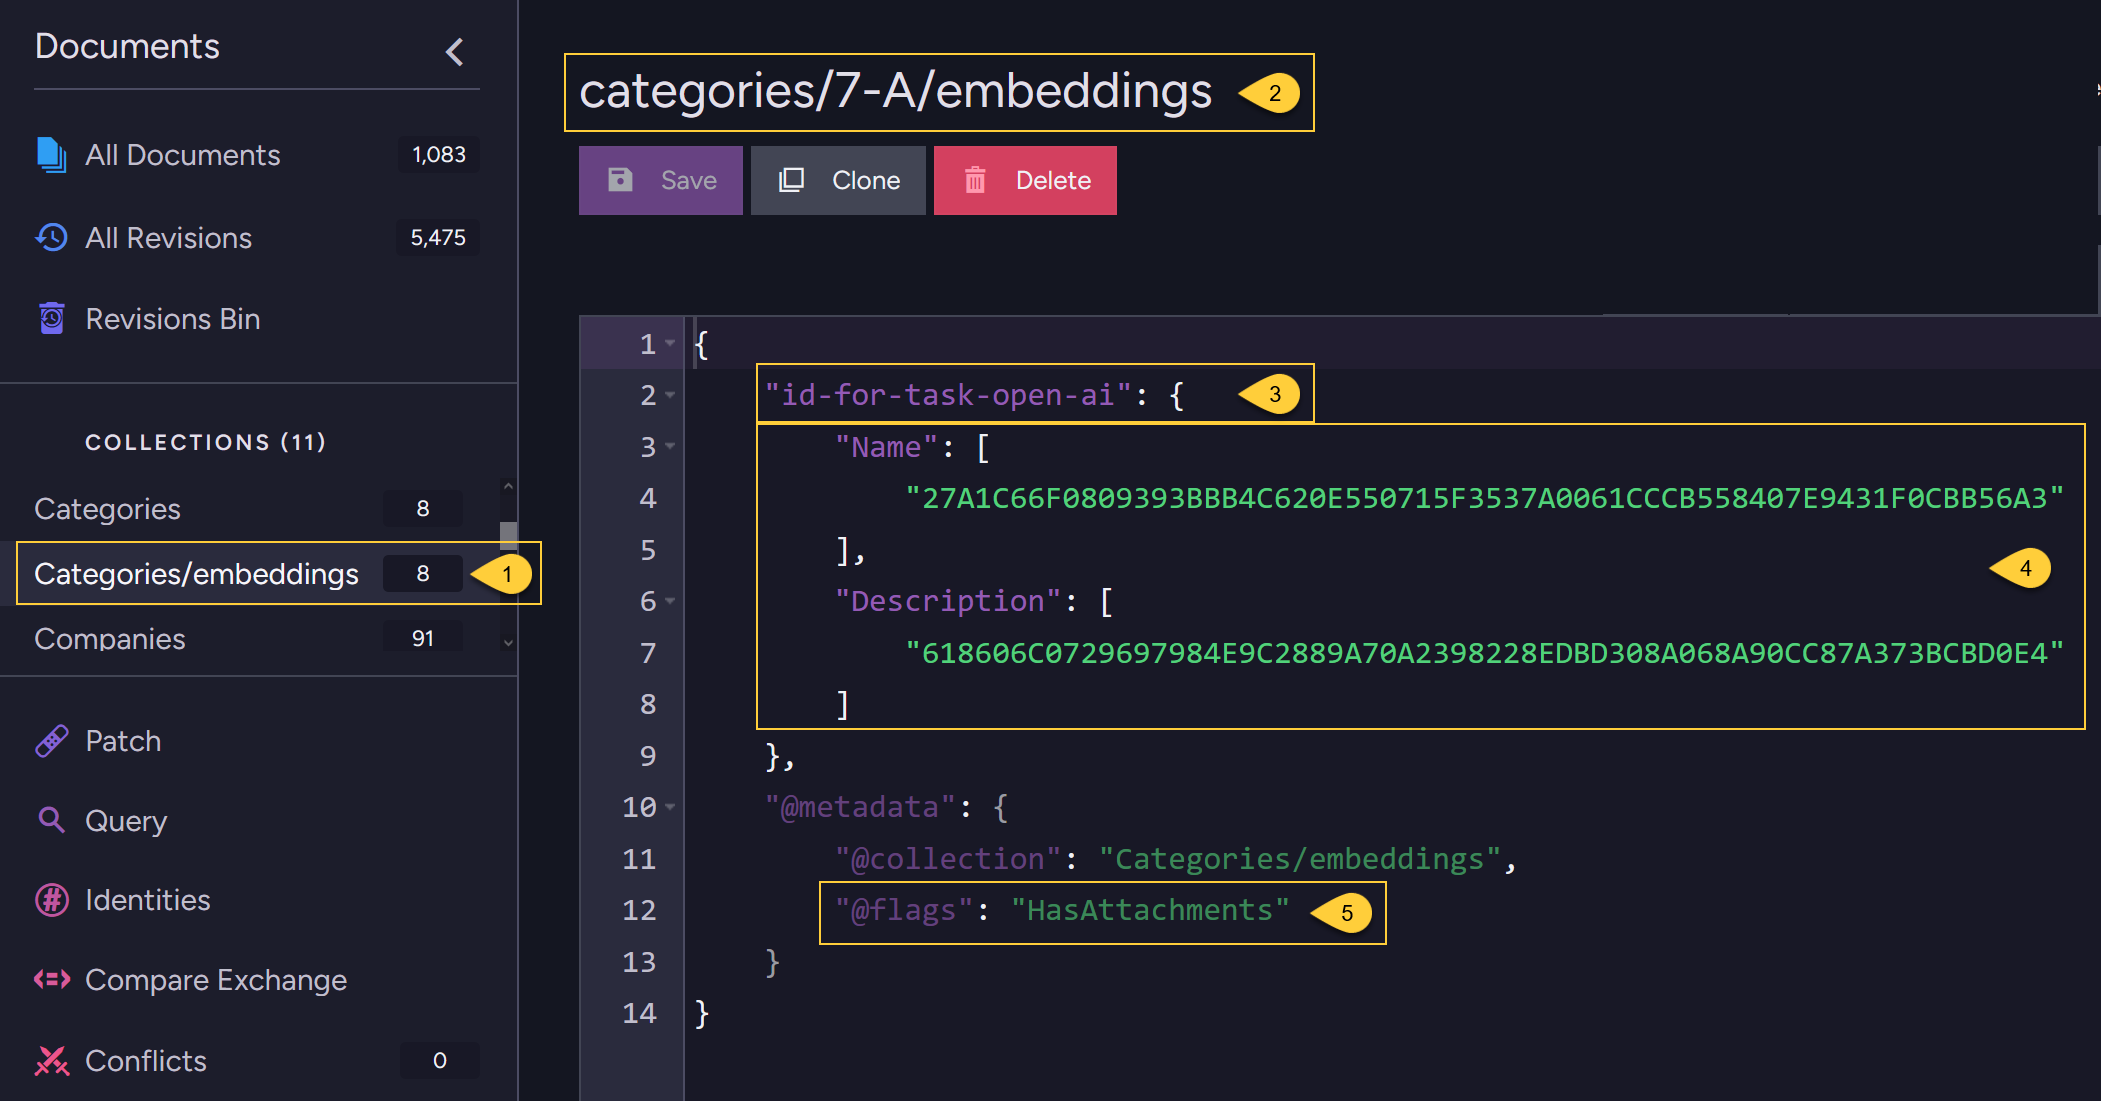 Documents
All Documents 1,083
All Revisions 5,475
Revisions Bin
COLLECTIONS (11)
Categories 8
Categories/embeddings 8 1
Companies 91
Patch
Query
Identities
Compare Exchange
Conflicts 0
categories/7-A/embeddings 2
Save Clone Delete
1 {
2 "id-for-task-open-ai": { 3
3 "Name": [
4 "27A1C66F0809393BBB4C620E550715F3537A0061CCCB558407E9431F0CBB56A3"
5 ],
4
6 "Description": [
7 "618606C0729697984E9C2889A70A2398228EDBD308A068A90CC87A373BCBD0E4"
8 ]
9 },
10 "@metadata": {
11 "@collection": "Categories/embeddings",
12 "@flags": "HasAttachments" 5
13 }
14 }